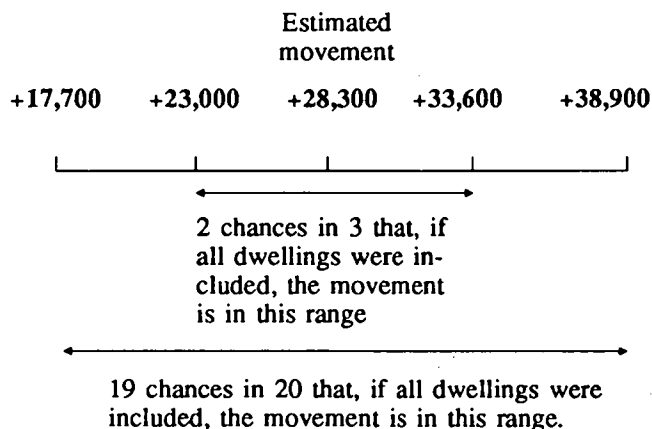 Estimated
movement
+17,700 +23,000 +28,300 +33,600 +38,900
2 chances in 3 that, if
all dwellings were in-
cluded, the movement
is in this range
19 chances in 20 that, if all dwellings were
included, the movement is in this range.